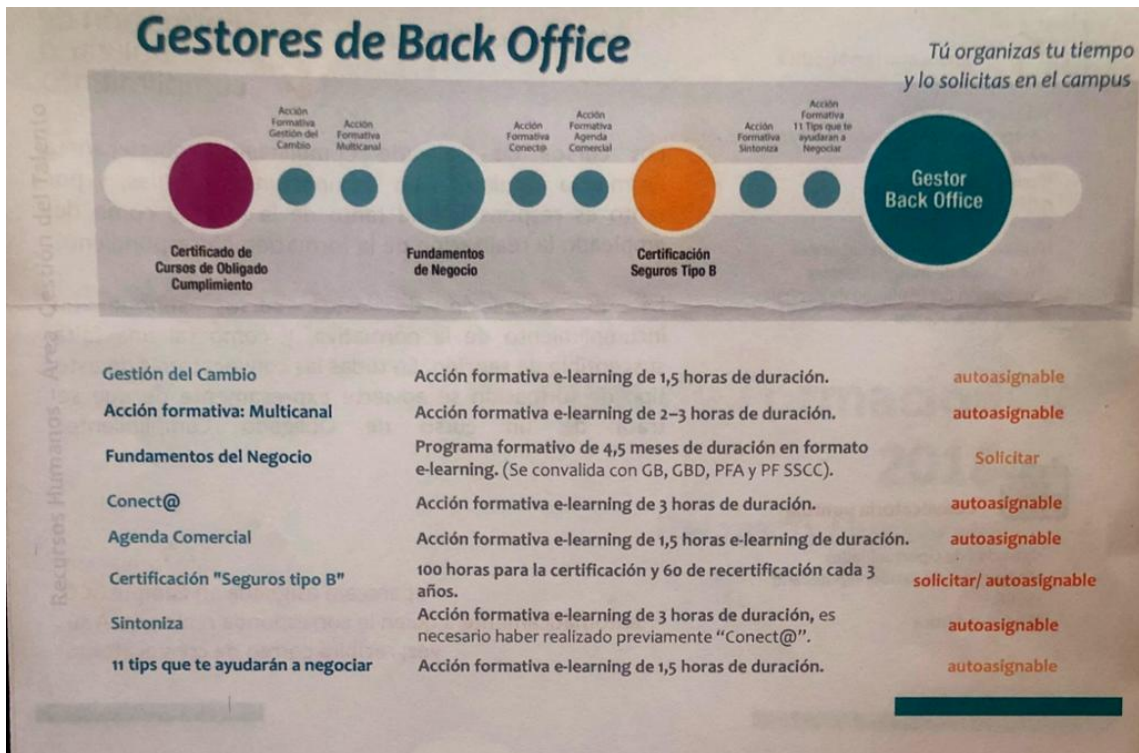 Gestores de Back Office
Tú organizas tu tiempo
y lo solicitas en el campus
Acción
Formativa
Gestión del
Cambio
Acción
Formativa
Multicanal
Acción
Formativa
Conect@
Acción
Formativa
Agenda
Comercial
Acción
Formativa
Sintoniza
Acción
Formativa
11 Tips que te
ayudaran a
Negociar
Gestor
Back Office
Certificado de
Cursos de Obligado
Cumplimiento
Fundamentos
de Negocio
Certificación
Seguros Tipo B
Recursos Humanos – Área Gestión del Talento
Gestión del Cambio Acción formativa e-learning de 1,5 horas de duración. autoasignable
Acción formativa: Multicanal Acción formativa e-learning de 2–3 horas de duración. autoasignable
Fundamentos del Negocio Programa formativo de 4,5 meses de duración en formato
e-learning. (Se convalida con GB, GBD, PFA y PF SSCC). Solicitar
Conect@ Acción formativa e-learning de 3 horas de duración. autoasignable
Agenda Comercial Acción formativa e-learning de 1,5 horas e-learning de duración. autoasignable
Certificación "Seguros tipo B" 100 horas para la certificación y 60 de recertificación cada 3
años. solicitar/ autoasignable
Sintoniza Acción formativa e-learning de 3 horas de duración, es
necesario haber realizado previamente “Conect@”. autoasignable
11 tips que te ayudarán a negociar Acción formativa e-learning de 1,5 horas de duración. autoasignable